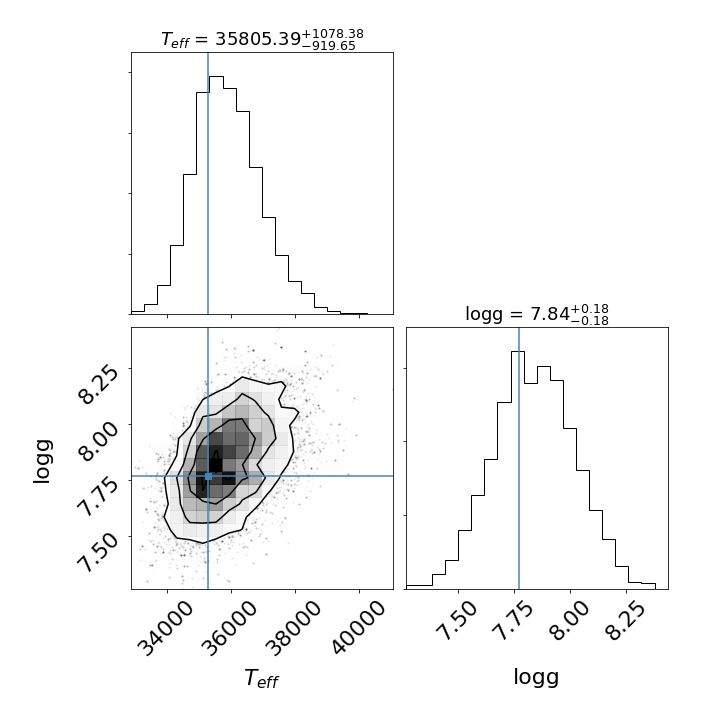 T_eff = 35805.39 +1078.38 −919.65
logg = 7.84 +0.18 −0.18
logg
8.25
8.00
7.75
7.50
34000 36000 38000 40000
7.50 7.75 8.00 8.25
T_eff
logg